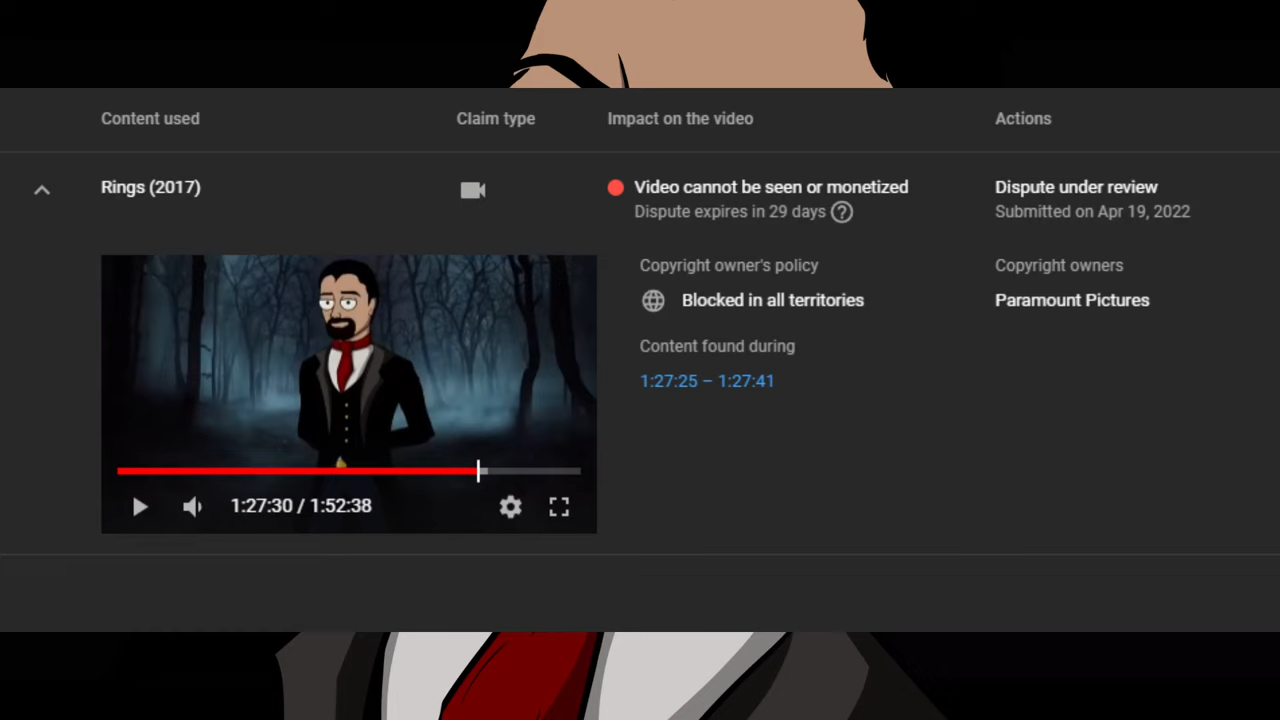 Content used
Claim type
Impact on the video
Actions
Rings (2017)
Video cannot be seen or monetized
Dispute under review
Dispute expires in 29 days ?
Submitted on Apr 19, 2022
Copyright owner's policy
Copyright owners
Blocked in all territories
Paramount Pictures
Content found during
1:27:25 – 1:27:41
1:27:30 / 1:52:38